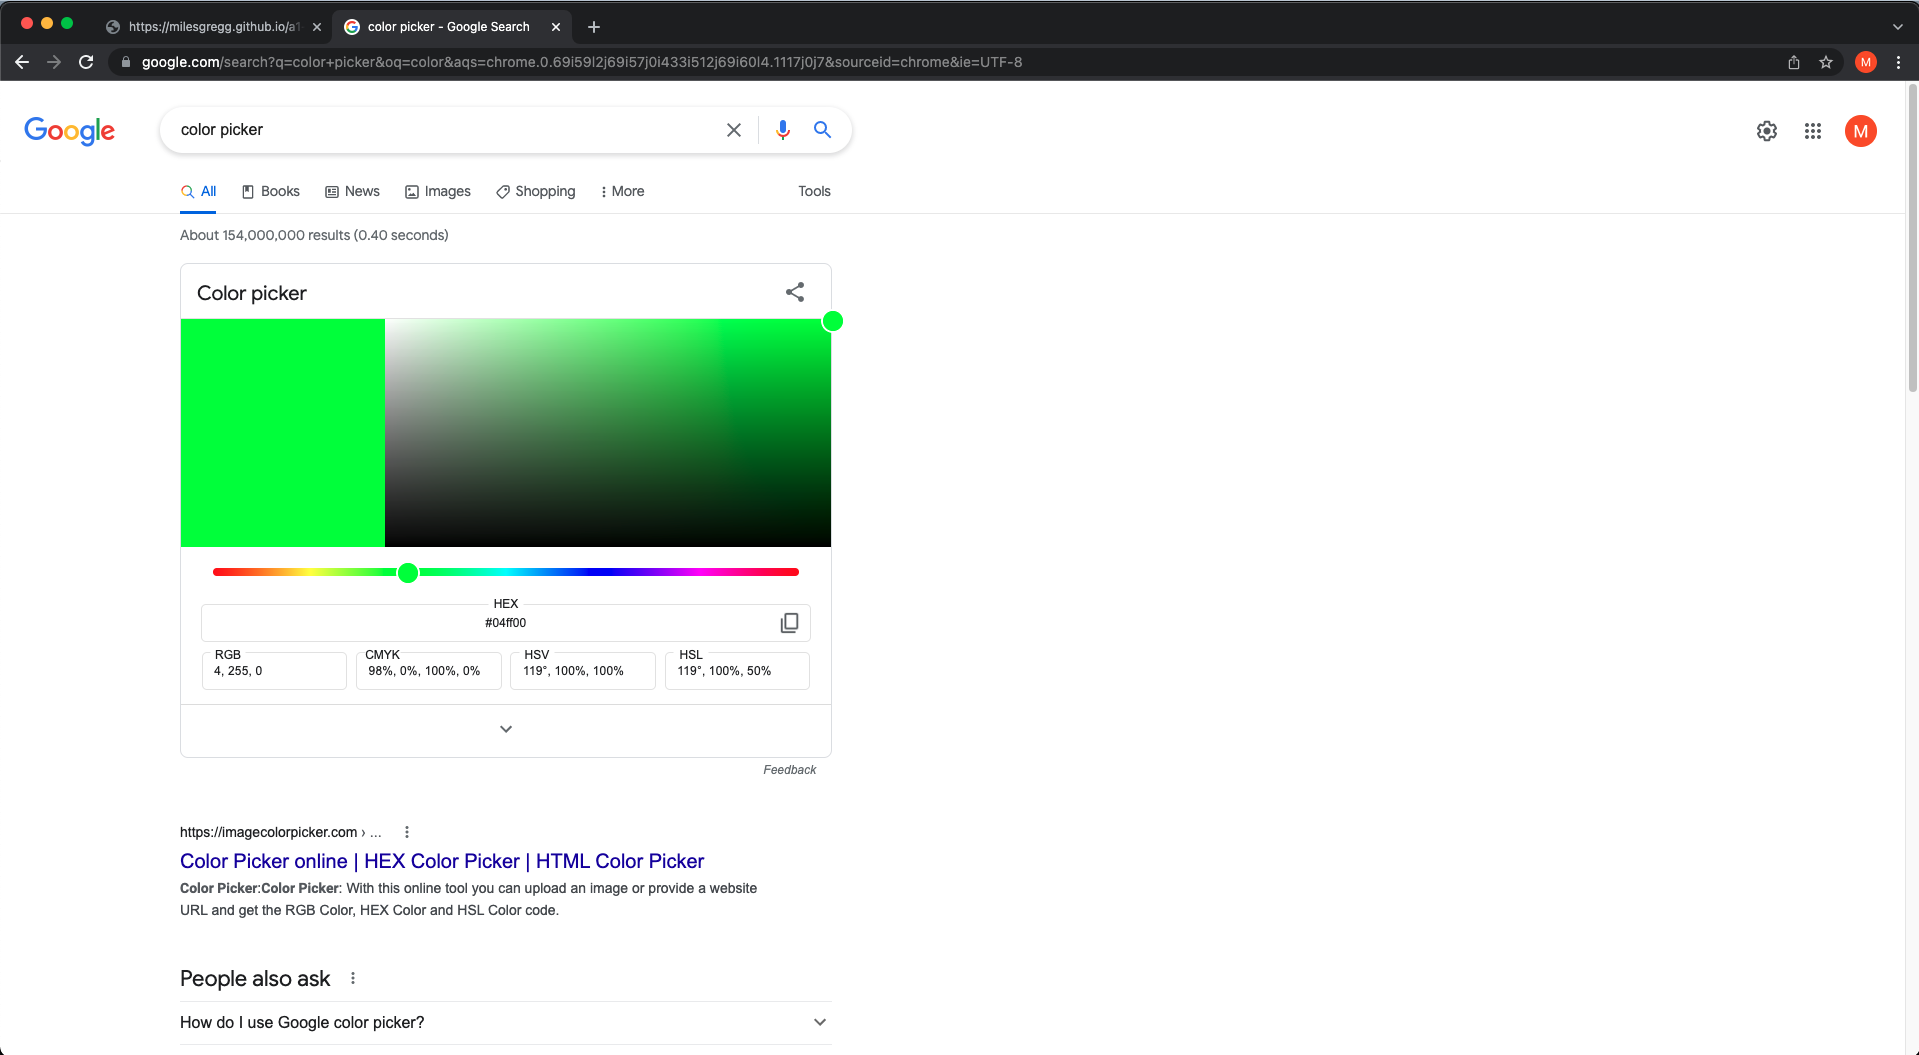 https://milesgregg.github.io/a1
color picker - Google Search
google.com/search?q=color+picker&oq=color&aqs=chrome.0.69i59l2j69i57j0i433i512j69i60l4.1117j0j7&sourceid=chrome&ie=UTF-8
M
Google
color picker
M
All
Books
News
Images
Shopping
More
Tools
About 154,000,000 results (0.40 seconds)
Color picker
HEX
#04ff00
RGB
4, 255, 0
CMYK
98%, 0%, 100%, 0%
HSV
119°, 100%, 100%
HSL
119°, 100%, 50%
Feedback
https://imagecolorpicker.com › ...
Color Picker online | HEX Color Picker | HTML Color Picker
Color Picker:Color Picker: With this online tool you can upload an image or provide a website
URL and get the RGB Color, HEX Color and HSL Color code.
People also ask
How do I use Google color picker?